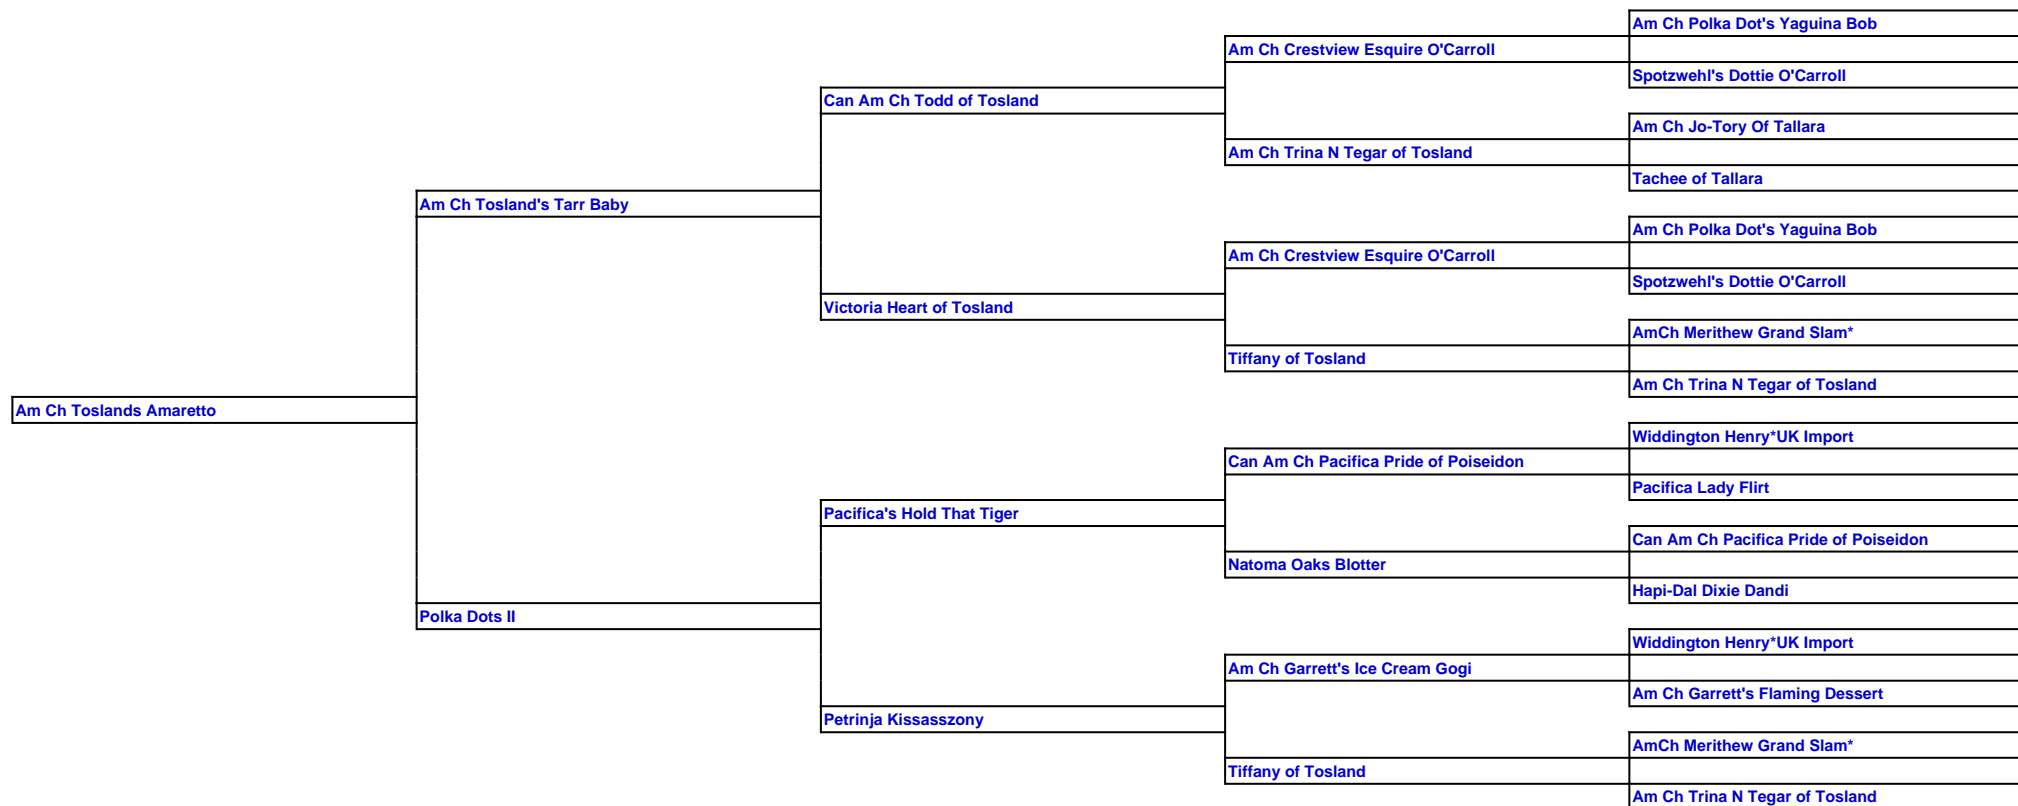 Am Ch Polka Dot's Yaguina Bob
Am Ch Crestview Esquire O'Carroll
Spotzwehl's Dottie O'Carroll
Can Am Ch Todd of Tosland
Am Ch Jo-Tory Of Tallara
Am Ch Trina N Tegar of Tosland
Tachee of Tallara
Am Ch Tosland's Tarr Baby
Am Ch Polka Dot's Yaguina Bob
Am Ch Crestview Esquire O'Carroll
Spotzwehl's Dottie O'Carroll
Victoria Heart of Tosland
AmCh Merithew Grand Slam*
Tiffany of Tosland
Am Ch Trina N Tegar of Tosland
Am Ch Toslands Amaretto
Widdington Henry*UK Import
Can Am Ch Pacifica Pride of Poiseidon
Pacifica Lady Flirt
Pacifica's Hold That Tiger
Can Am Ch Pacifica Pride of Poiseidon
Natoma Oaks Blotter
Hapi-Dal Dixie Dandi
Polka Dots II
Widdington Henry*UK Import
Am Ch Garrett's Ice Cream Gogi
Am Ch Garrett's Flaming Dessert
Petrinja Kissasszony
AmCh Merithew Grand Slam*
Tiffany of Tosland
Am Ch Trina N Tegar of Tosland